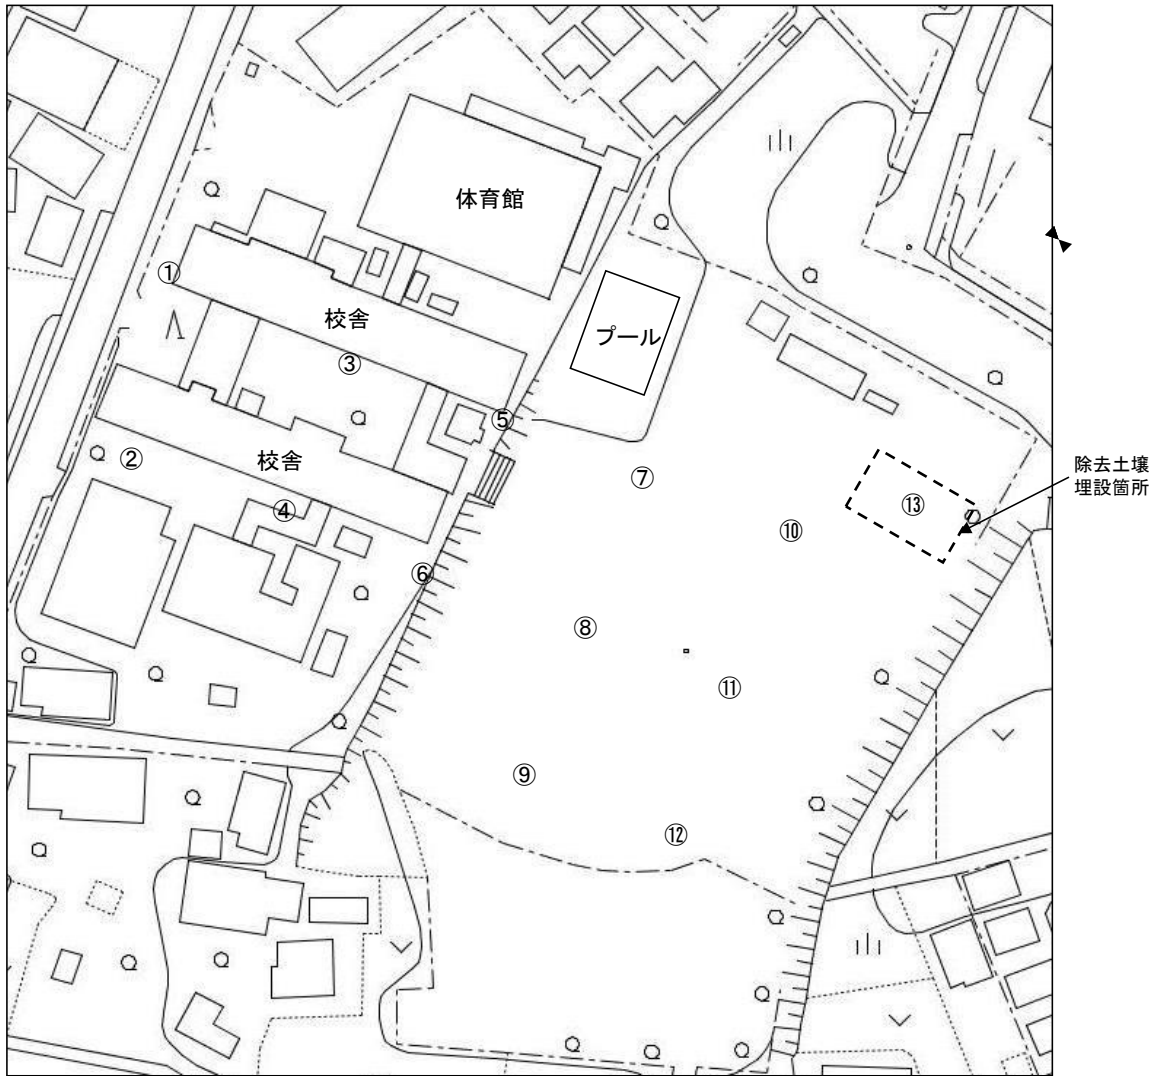 体育館
①
校舎
プール
③
⑤
②
校舎
④
⑦
除去土壌
埋設箇所
⑬
⑩
⑥
⑧
⑪
⑨
⑫